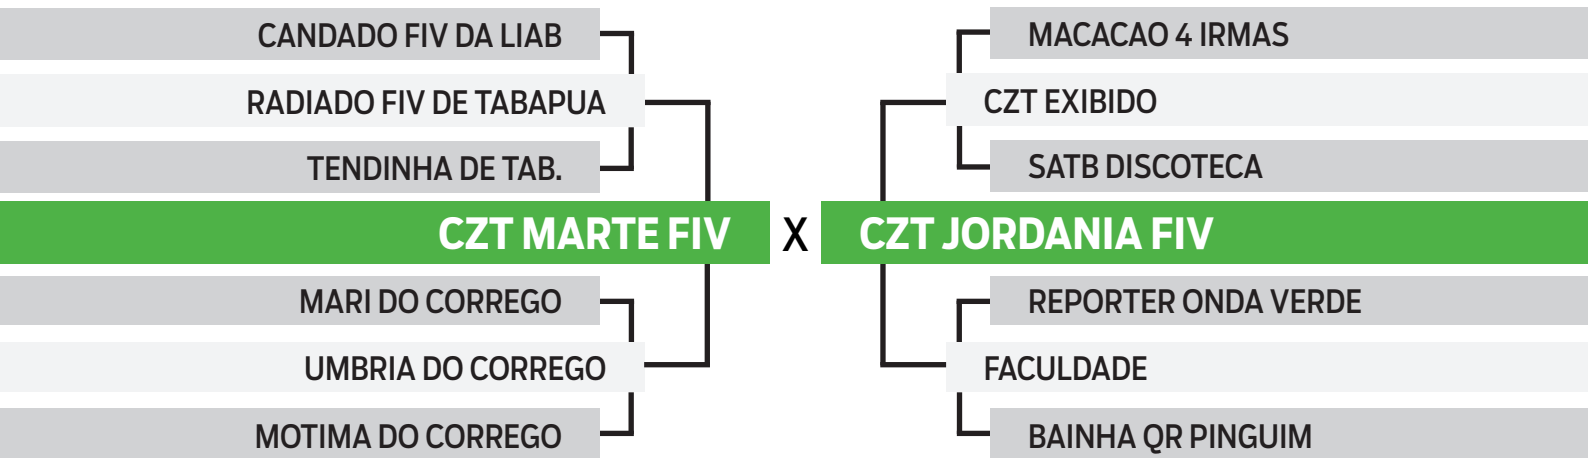 CANDADO FIV DA LIAB
RADIADO FIV DE TABAPUA
TENDINHA DE TAB.
CZT MARTE FIV
MARI DO CORREGO
UMBRIA DO CORREGO
MOTIMA DO CORREGO
X
MACACAO 4 IRMAS
CZT EXIBIDO
SATB DISCOTECA
CZT JORDANIA FIV
REPORTER ONDA VERDE
FACULDADE
BAINHA QR PINGUIM